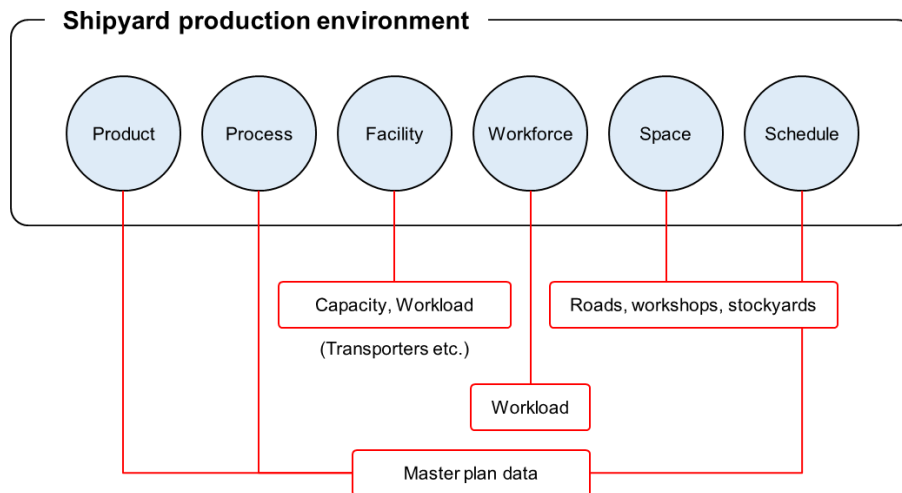 Shipyard production environment
Product
Process
Facility
Workforce
Space
Schedule
Capacity, Workload
Roads, workshops, stockyards
(Transporters etc.)
Workload
Master plan data